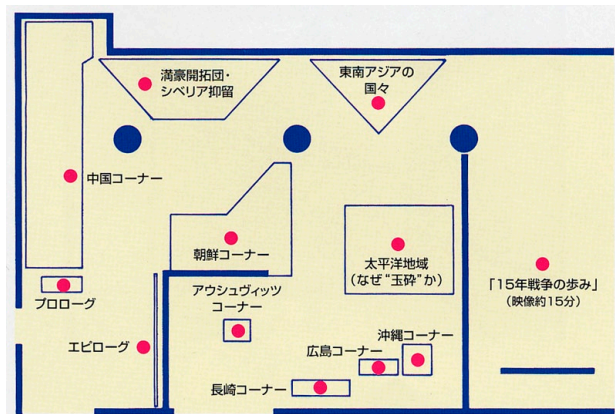 満豪開拓団・
シベリア抑留
東南アジアの
国々
中国コーナー
朝鮮コーナー
太平洋地域
(なぜ“玉砕”か)
「15年戦争の歩み」
(映像約15分)
プロローグ
アウシュヴィッツ
コーナー
エピローグ
沖縄コーナー
広島コーナー
長崎コーナー